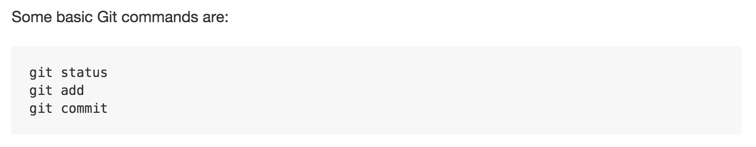 Some basic Git commands are:
git status
git add
git commit